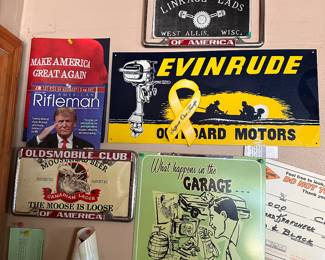 LINKAGE LADS
WEST ALLIS, WISC.
OF AMERICA
MAKE AMERICA
GREAT AGAIN
AMERICAN
Rifleman
EVINRUDE
OUTBOARD MOTORS
OLDSMOBILE CLUB
CANADIAN LAGER
THE MOOSE IS LOOSE
OF AMERICA
What happens in the
GARAGE...
DO NOT
& BLACK